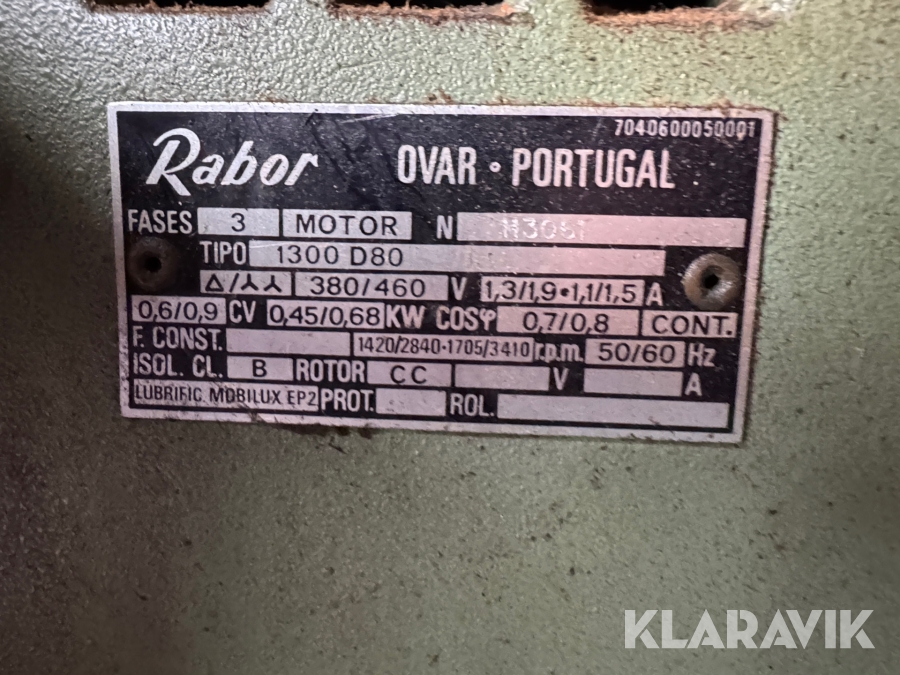 7040600050001
Rabor OVAR • PORTUGAL
FASES 3 MOTOR N
TIPO 1300 D80
△/⅄⅄ 380/460 V 1,3/1,9•1,1/1,5 A
0,6/0,9 CV 0,45/0,68 KW COSφ 0,7/0,8 CONT.
F. CONST. 1420/2840•1705/3410 r.p.m. 50/60 Hz
ISOL. CL. B ROTOR CC V A
LUBRIFIC. MOBILUX EP2 PROT. ROL.
KLARAVIK